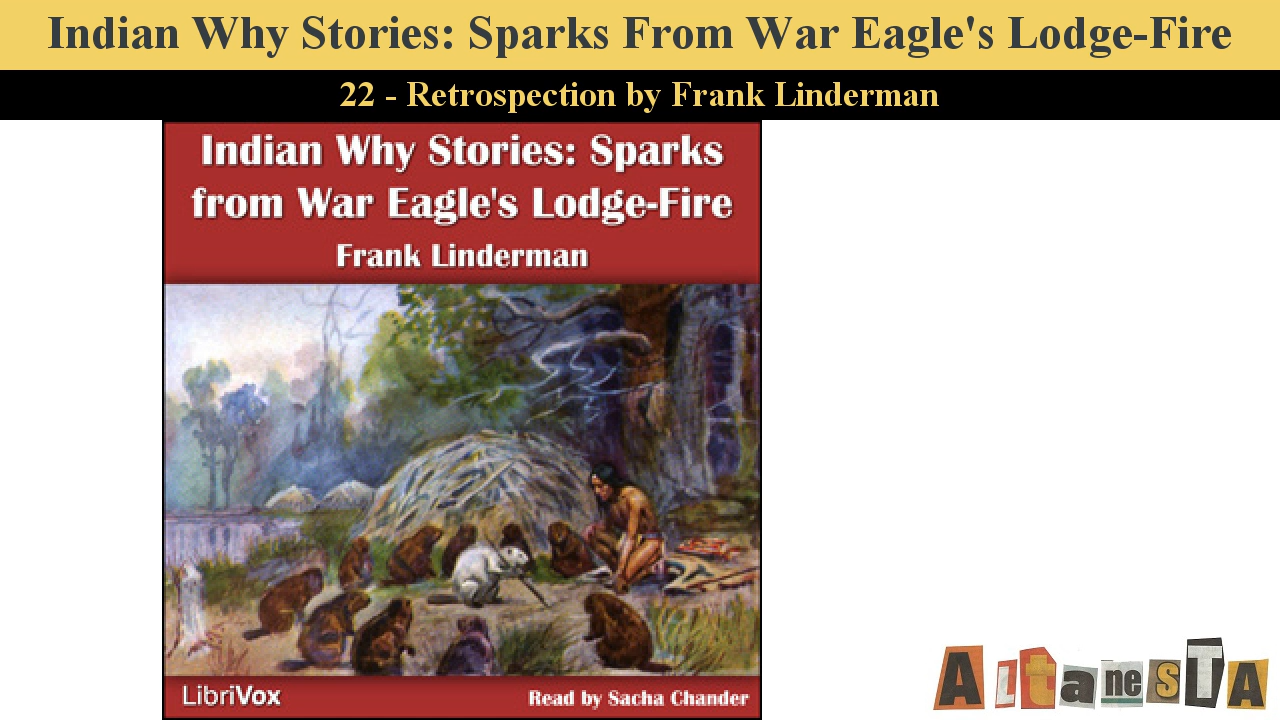 Indian Why Stories: Sparks From War Eagle's Lodge-Fire
22 - Retrospection by Frank Linderman
Indian Why Stories: Sparks
from War Eagle's Lodge-Fire
Frank Linderman
LibriVox
Read by Sacha Chander
AltanesTA